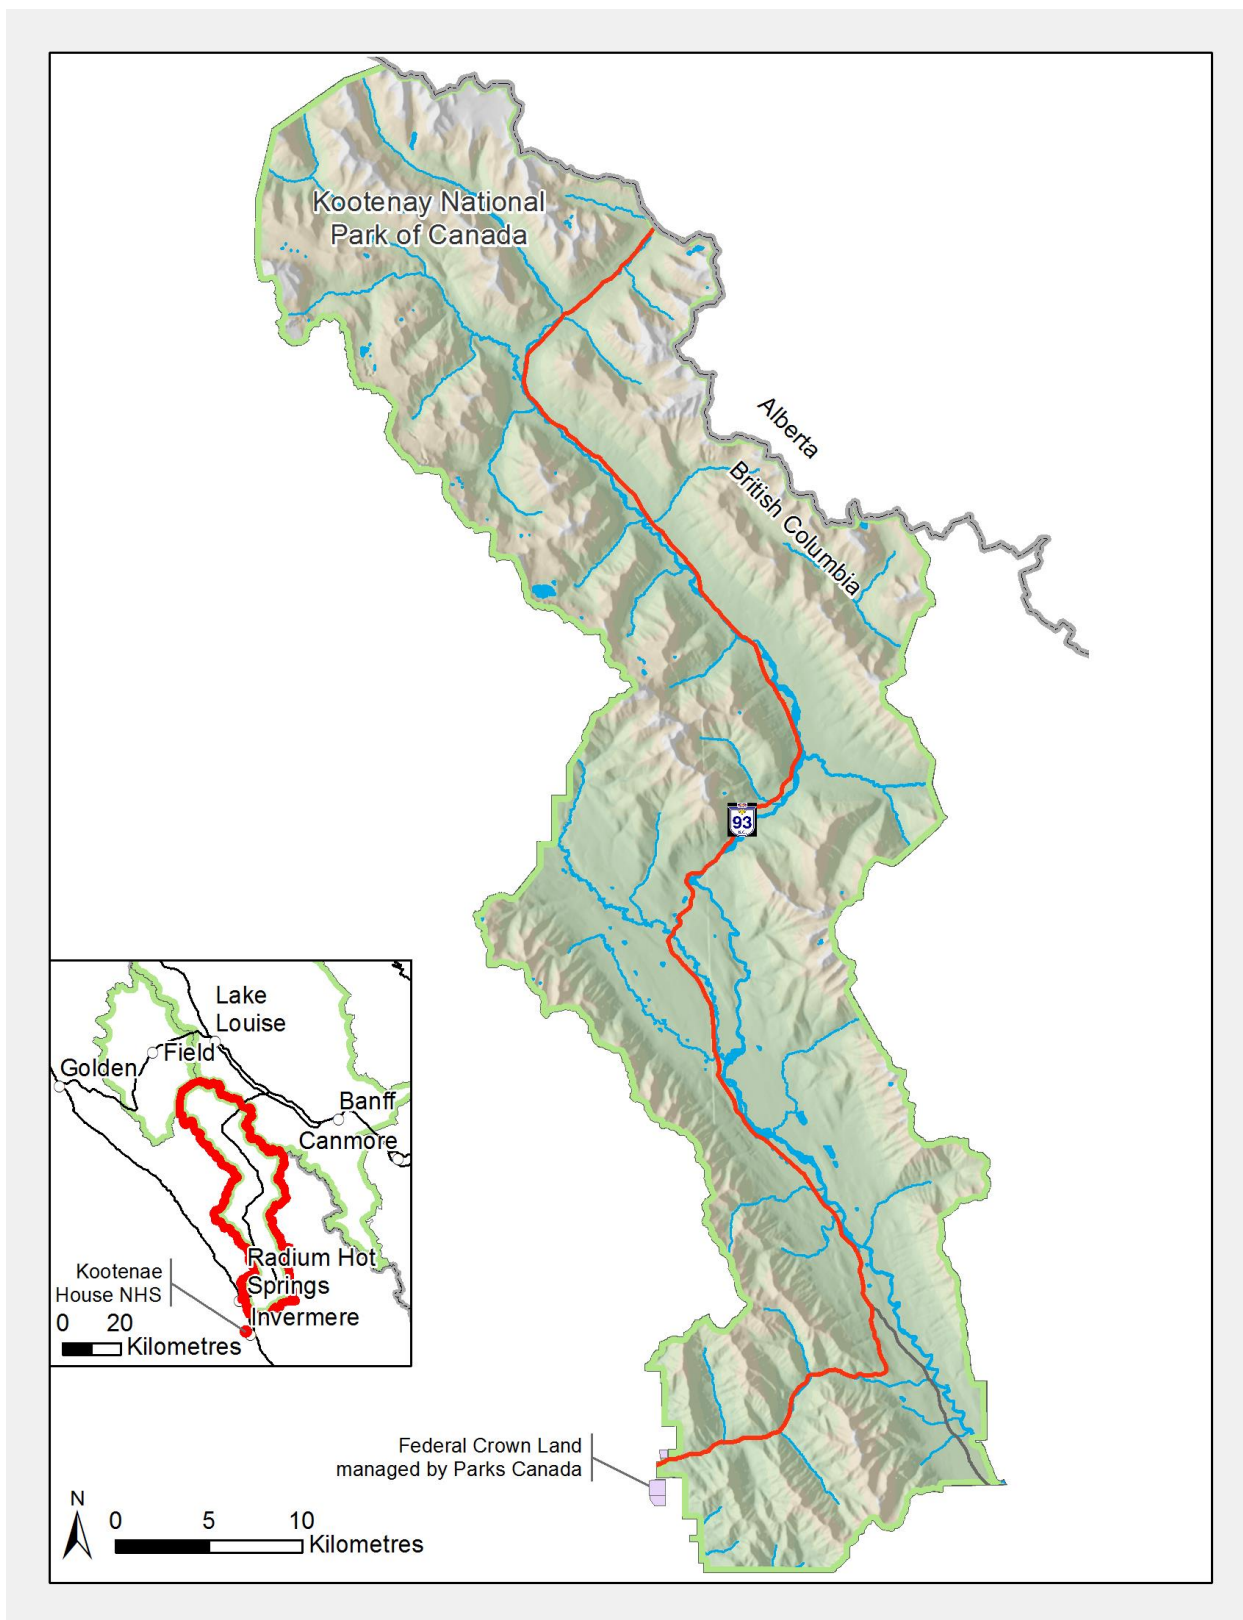 Kootenay National
Park of Canada
Alberta
British Columbia
93
Lake
Louise
Field
Golden
Banff
Canmore
Radium Hot
Springs
Kootenae
House NHS
Invermere
0 20
Kilometres
Federal Crown Land
managed by Parks Canada
N
0 5 10
Kilometres